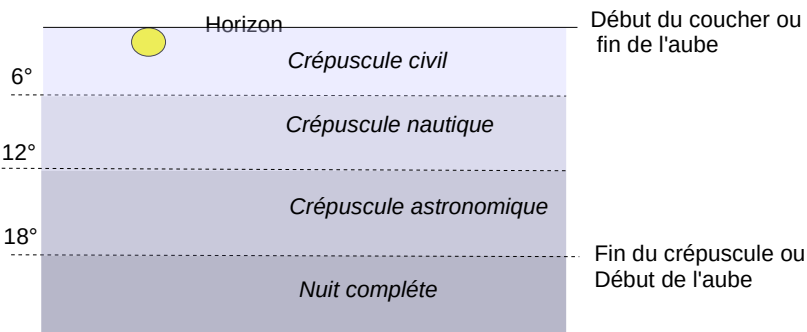 Horizon
Début du coucher ou
fin de l'aube
Crépuscule civil
6°
Crépuscule nautique
12°
Crépuscule astronomique
18°
Fin du crépuscule ou
Début de l'aube
Nuit compléte